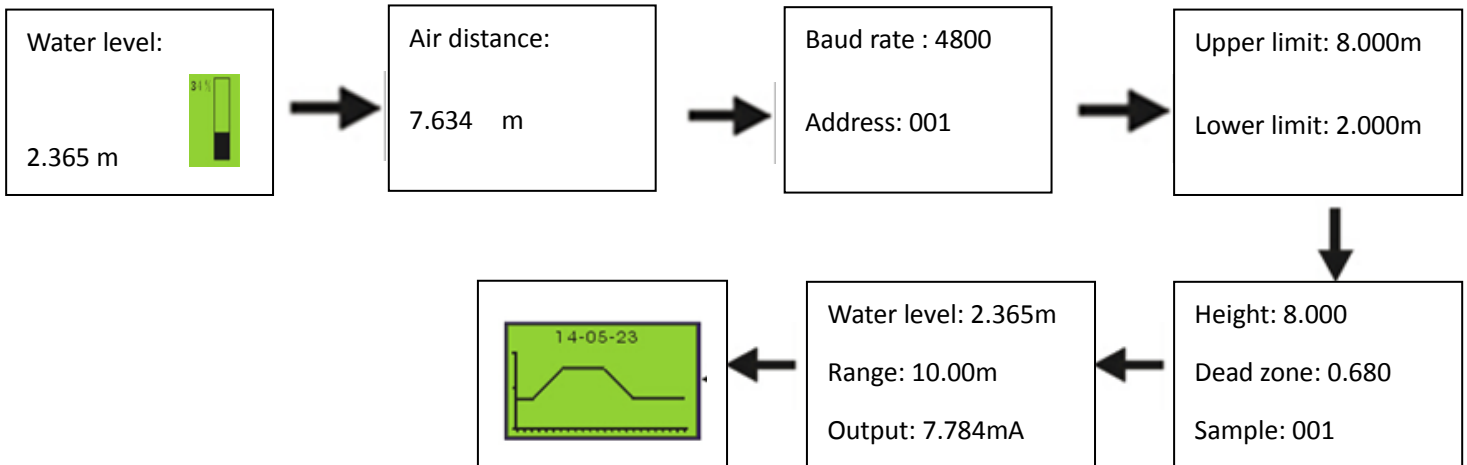 Water level:
34%
2.365 m
Air distance:
7.634 m
Baud rate : 4800
Address: 001
Upper limit: 8.000m
Lower limit: 2.000m
Height: 8.000
Dead zone: 0.680
Sample: 001
Water level: 2.365m
Range: 10.00m
Output: 7.784mA
14-05-23